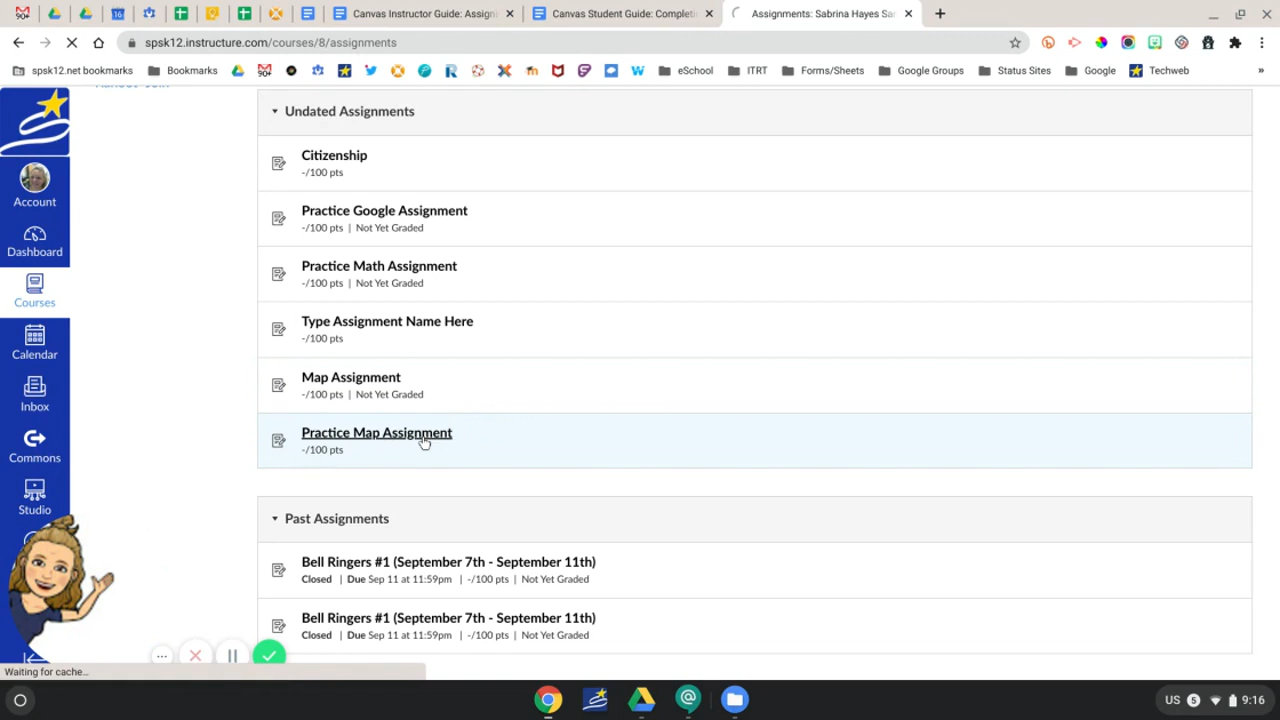 90+
16
Canvas Instructor Guide: Assign
Canvas Student Guide: Completi
Assignments: Sabrina Hayes Sa
spsk12.instructure.com/courses/8/assignments
spsk12.net bookmarks
Bookmarks
90+
eSchool
ITRT
Forms/Sheets
Google Groups
Status Sites
Google
Techweb
»
Undated Assignments
Citizenship
-/100 pts
Practice Google Assignment
-/100 pts | Not Yet Graded
Practice Math Assignment
-/100 pts | Not Yet Graded
Type Assignment Name Here
-/100 pts
Map Assignment
-/100 pts | Not Yet Graded
Practice Map Assignment
-/100 pts
Past Assignments
Bell Ringers #1 (September 7th - September 11th)
Closed | Due Sep 11 at 11:59pm | -/100 pts | Not Yet Graded
Bell Ringers #1 (September 7th - September 11th)
Closed | Due Sep 11 at 11:59pm | -/100 pts | Not Yet Graded
Account
Dashboard
Courses
Calendar
Inbox
Commons
Studio
Waiting for cache...
US 5 9:16